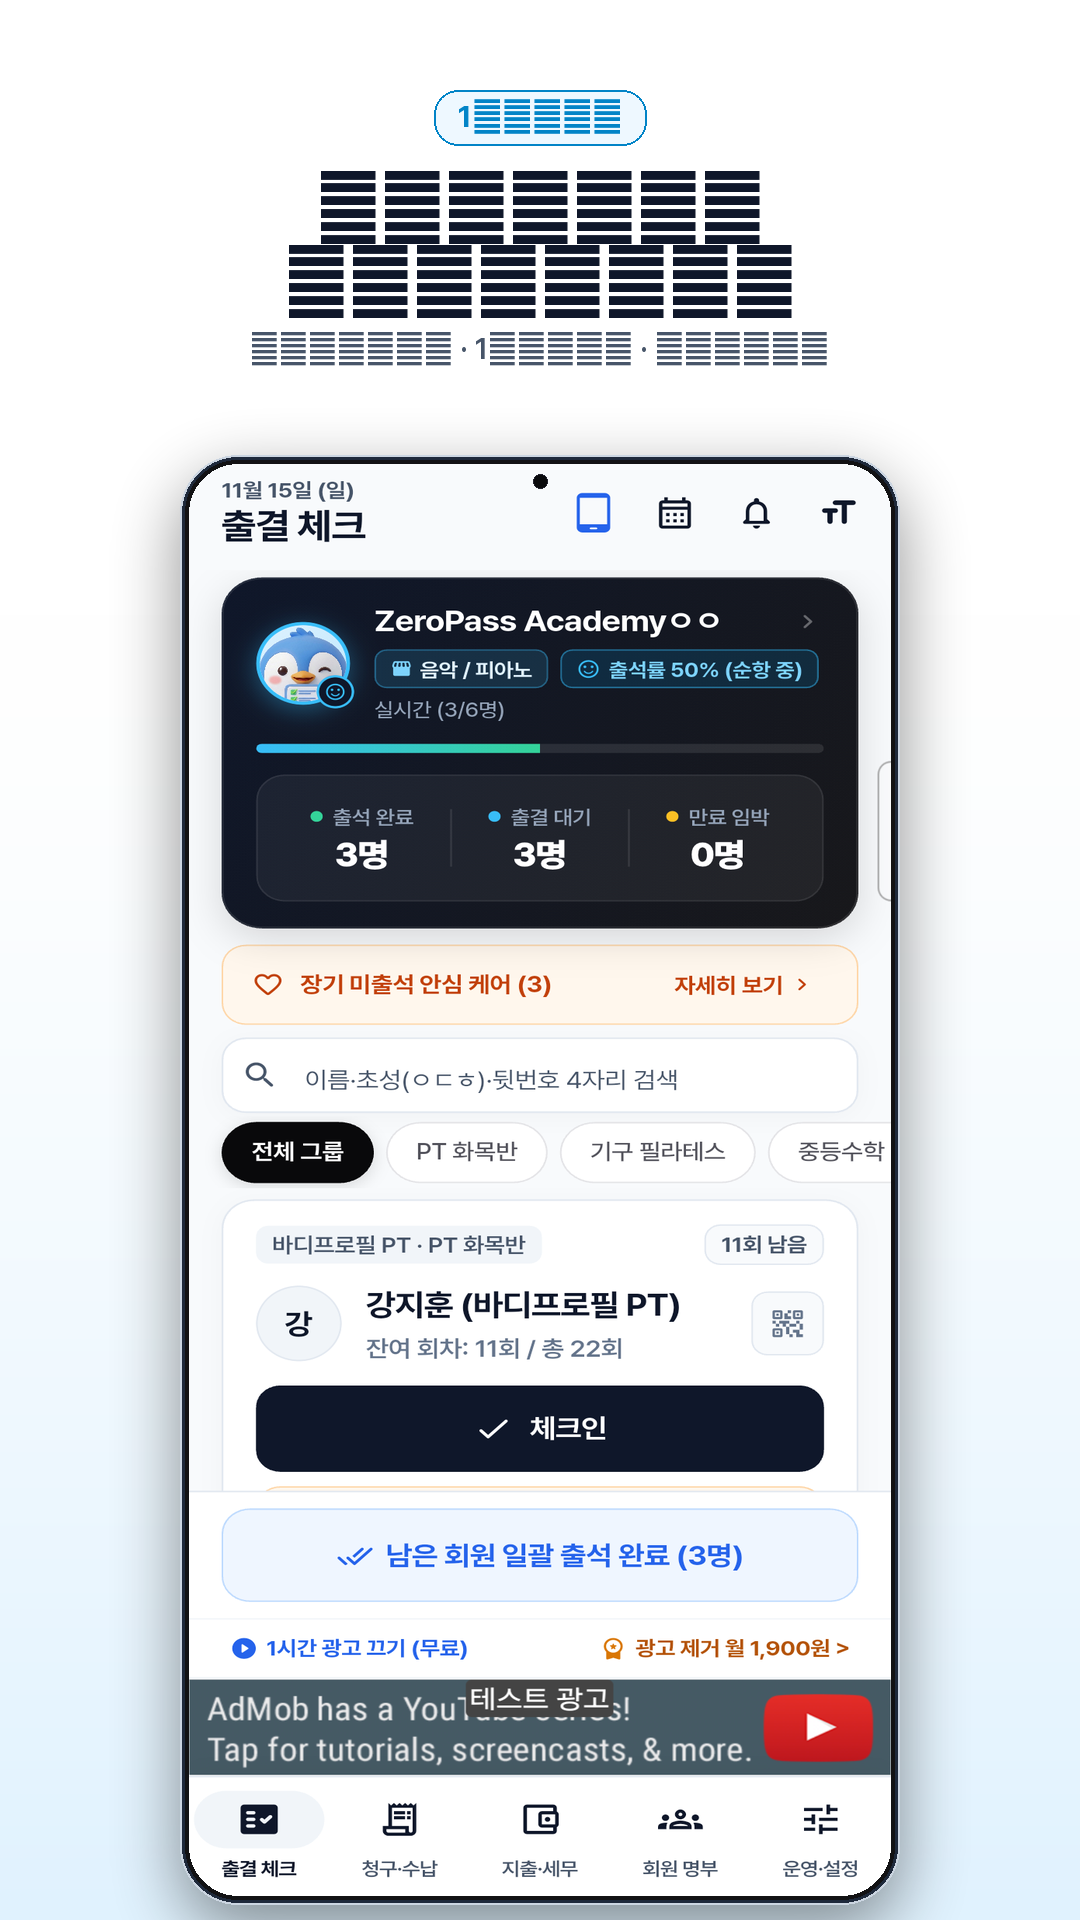 1
· 1 ·
11월 15일 (일)
출결 체크
ZeroPass Academyㅇㅇ
음악 / 피아노
출석률 50% (순항 중)
실시간 (3/6명)
출석 완료
출결 대기
만료 임박
3명
3명
0명
장기 미출석 안심 케어 (3)
자세히 보기 >
이름·초성(ㅇㄷㅎ)·뒷번호 4자리 검색
전체 그룹
PT 화목반
기구 필라테스
중등수학
바디프로필 PT · PT 화목반
11회 남음
강
강지훈 (바디프로필 PT)
잔여 회차: 11회 / 총 22회
체크인
남은 회원 일괄 출석 완료 (3명)
1시간 광고 끄기 (무료)
광고 제거 월 1,900원 >
테스트 광고
AdMob has a YouTube series!
Tap for tutorials, screencasts, & more.
출결 체크
청구·수납
지출·세무
회원 명부
운영·설정